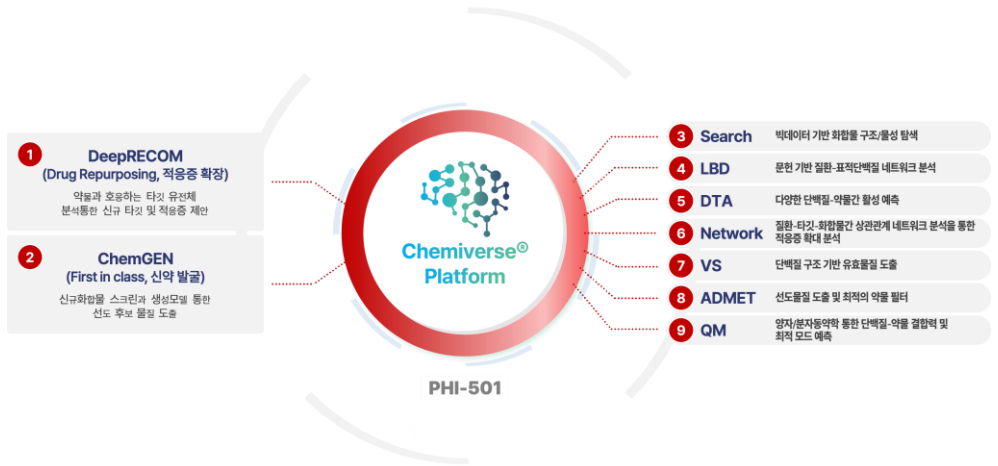 1
DeepRECOM
(Drug Repurposing, 적응증 확장)
약물과 호응하는 타깃 유전체
분석통한 신규 타깃 및 적응증 제안
2
ChemGEN
(First in class, 신약 발굴)
신규화합물 스크린과 생성모델 통한
선도 후보 물질 도출
Chemiverse®
Platform
PHI-501
3 Search 빅데이터 기반 화합물 구조/물성 탐색
4 LBD 문헌 기반 질환-표적단백질 네트워크 분석
5 DTA 다양한 단백질-약물간 활성 예측
6 Network 질환-타깃-화합물간 상관관계 네트워크 분석을 통한
적응증 확대 분석
7 VS 단백질 구조 기반 유효물질 도출
8 ADMET 선도물질 도출 및 최적의 약물 필터
9 QM 양자/분자동약학 통한 단백질-약물 결합력 및
최적 모드 예측